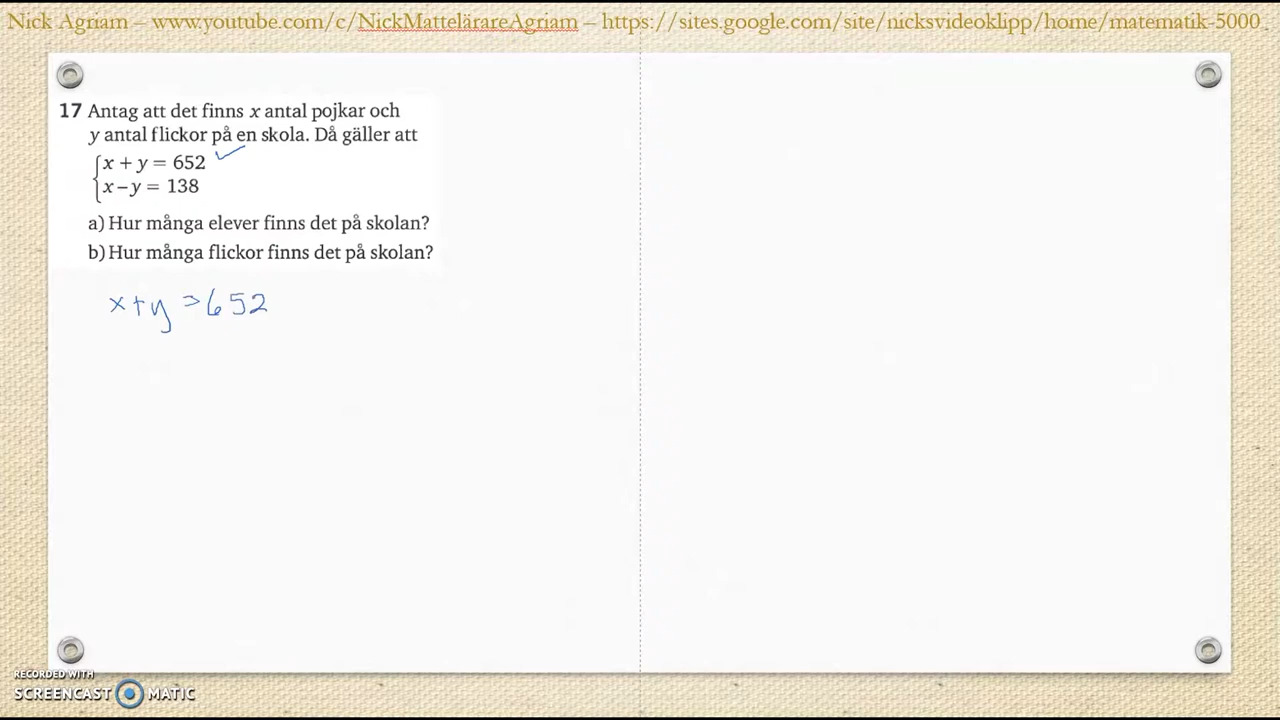 Nick Agriam – www.youtube.com/c/NickMattelärareAgriam – https://sites.google.com/site/nicksvideoklipp/home/matematik-5000
17 Antag att det finns x antal pojkar och
y antal flickor på en skola. Då gäller att
x + y = 652
x – y = 138
a) Hur många elever finns det på skolan?
b) Hur många flickor finns det på skolan?
x+y = 652
RECORDED WITH
SCREENCAST MATIC